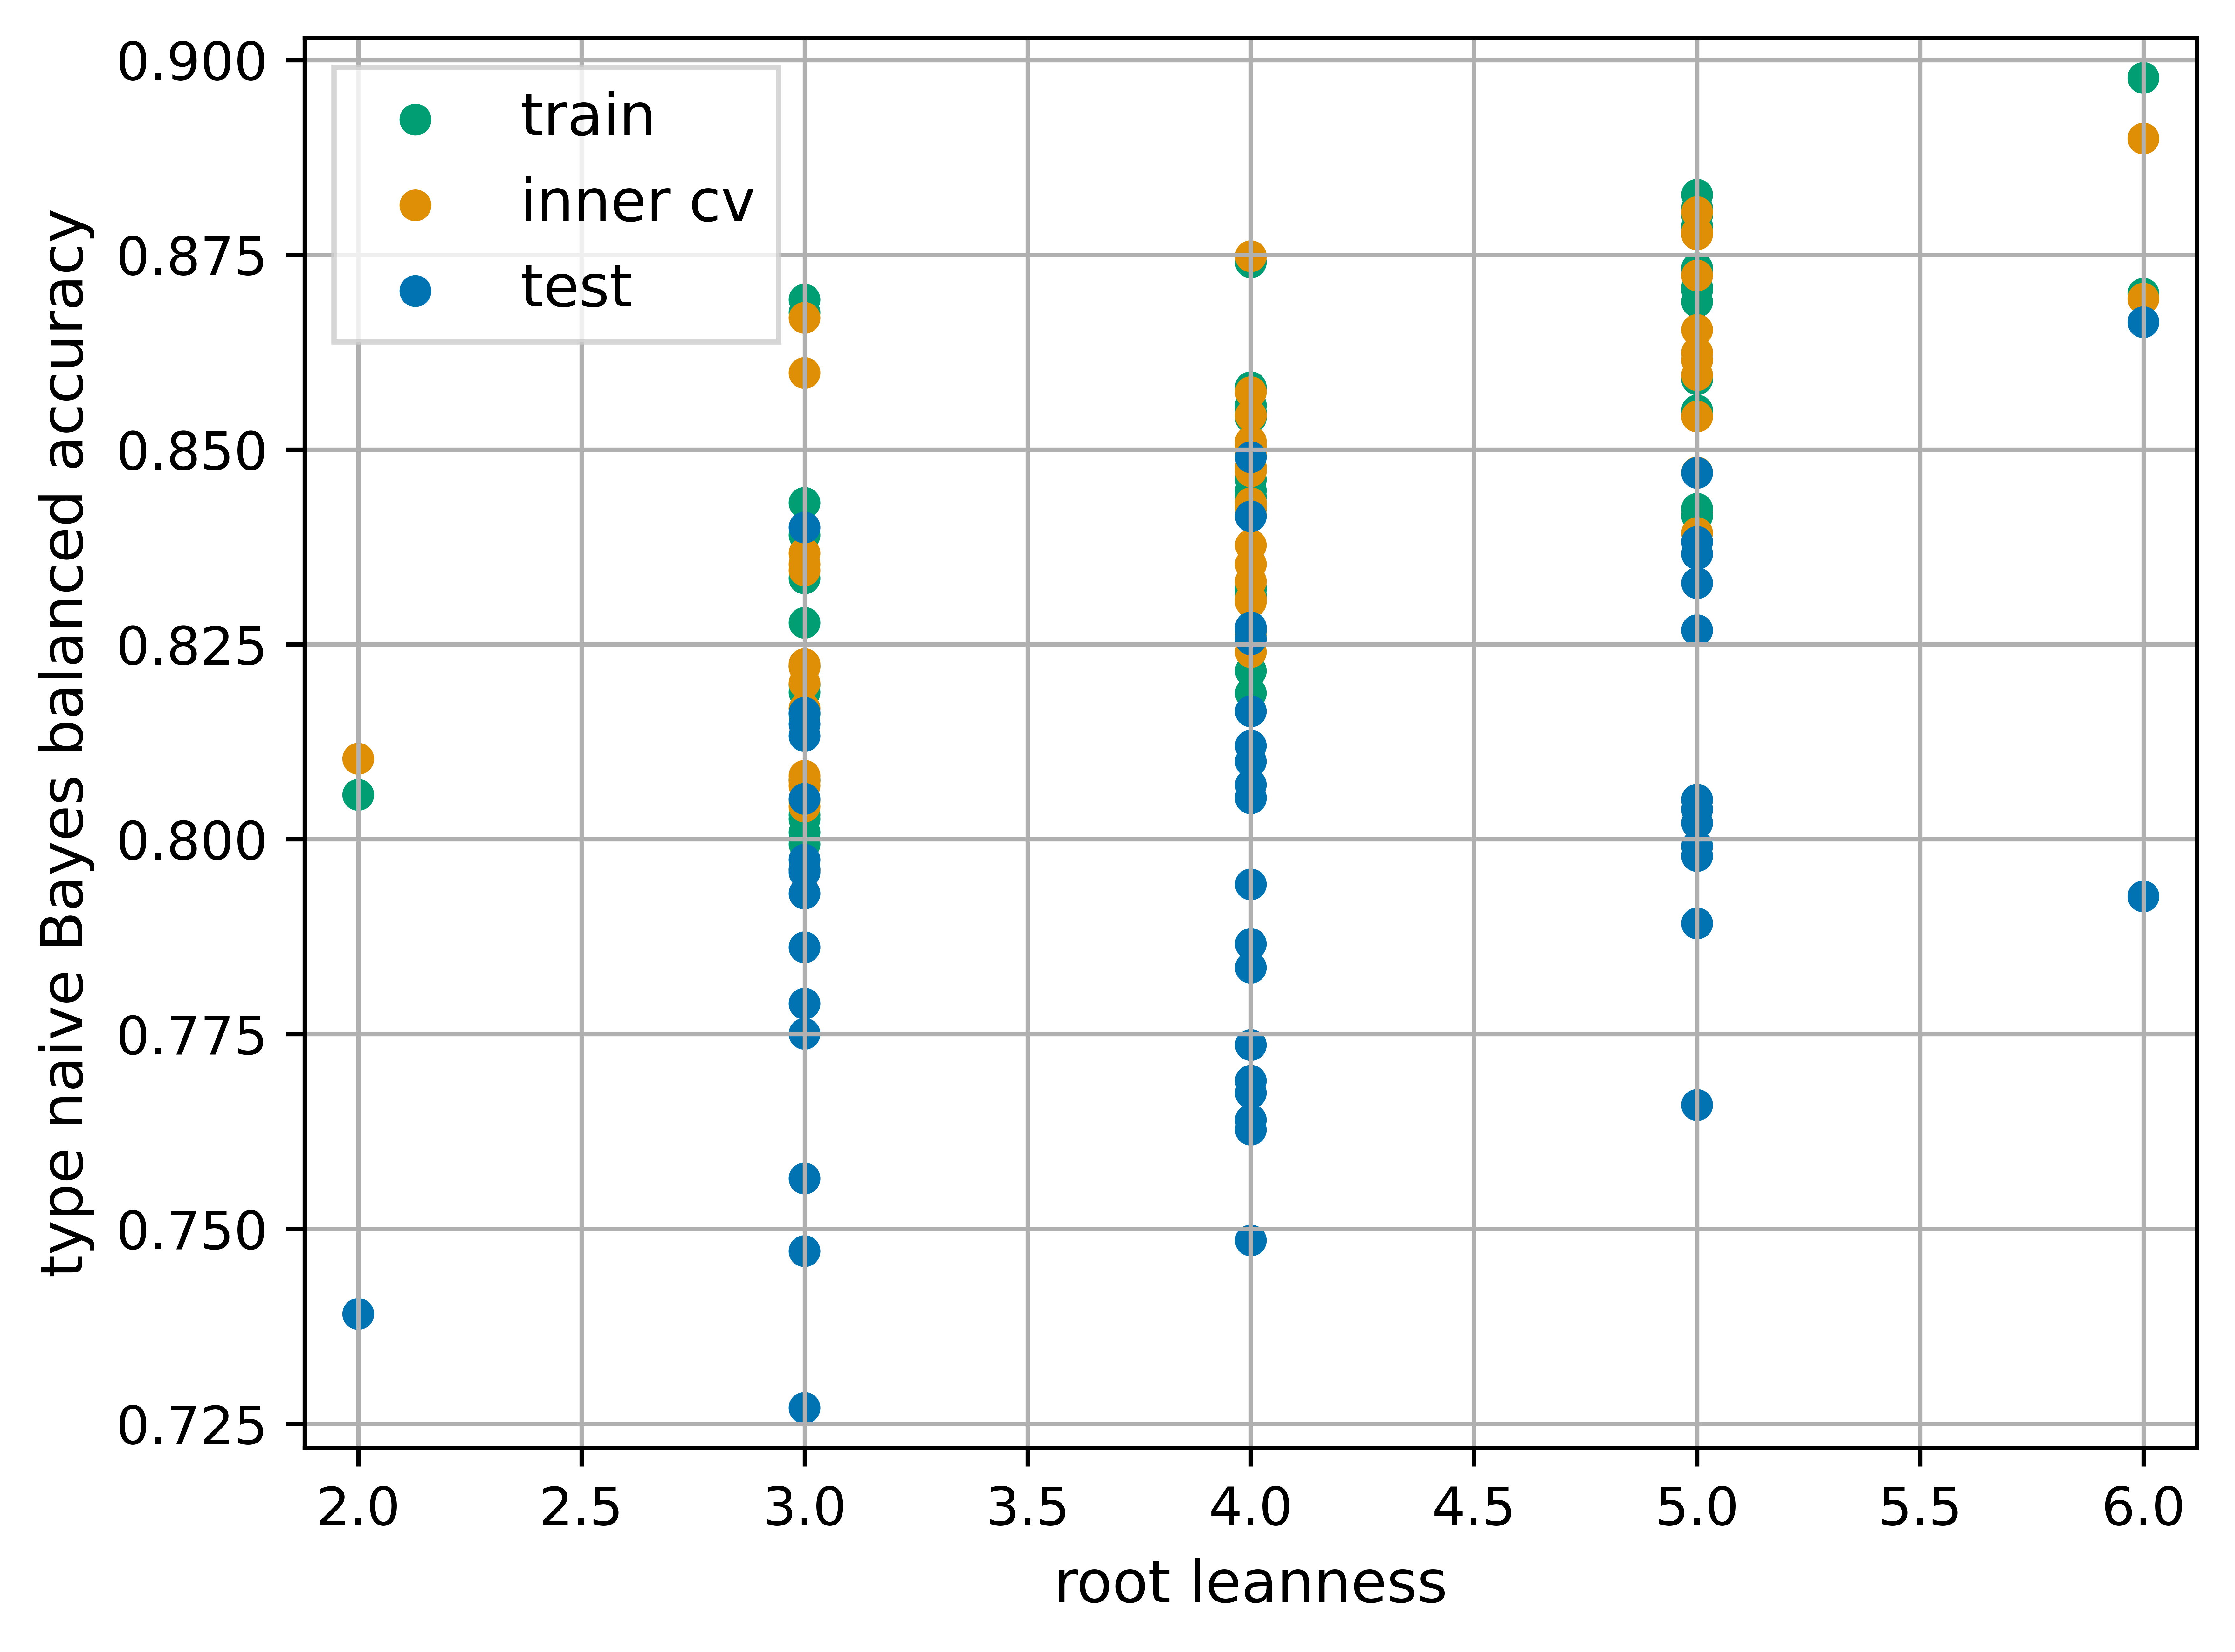 train
inner cv
test
type naive Bayes balanced accuracy
0.900
0.875
0.850
0.825
0.800
0.775
0.750
0.725
2.0 2.5 3.0 3.5 4.0 4.5 5.0 5.5 6.0
root leanness